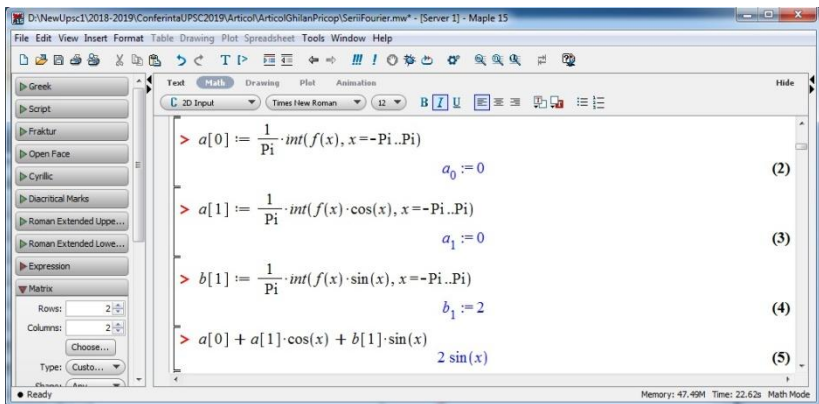 D:\NewUpsc1\2018-2019\ConferintaUPSC2019\Articol\ArticolGhilanPricop\SeriiFourier.mw* - [Server 1] - Maple 15
File Edit View Insert Format Table Drawing Plot Spreadsheet Tools Window Help
Text Math Drawing Plot Animation Hide
C 2D Input Times New Roman 12 B I U
Greek
Script
Fraktur
Open Face
Cyrillic
Diacritical Marks
Roman Extended Uppe...
Roman Extended Lowe...
Expression
Matrix
Rows: 2
Columns: 2
Choose...
Type: Custo...
Shape: Any
> a[0] := 1/Pi·int(f(x), x=-Pi..Pi)
a₀ := 0 (2)
> a[1] := 1/Pi·int(f(x)·cos(x), x=-Pi..Pi)
a₁ := 0 (3)
> b[1] := 1/Pi·int(f(x)·sin(x), x=-Pi..Pi)
b₁ := 2 (4)
> a[0] + a[1]·cos(x) + b[1]·sin(x)
2 sin(x) (5)
Ready Memory: 47.49M Time: 22.62s Math Mode